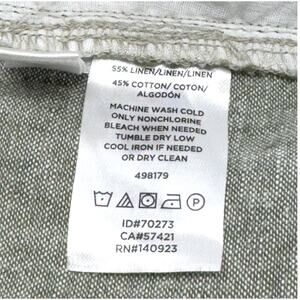 55% LINEN/LINEN/LINEN
45% COTTON/ COTON/
ALGODÓN
MACHINE WASH COLD
ONLY NONCHLORINE
BLEACH WHEN NEEDED
TUMBLE DRY LOW
COOL IRON IF NEEDED
OR DRY CLEAN
498179
ID#70273
CA#57421
RN#140923